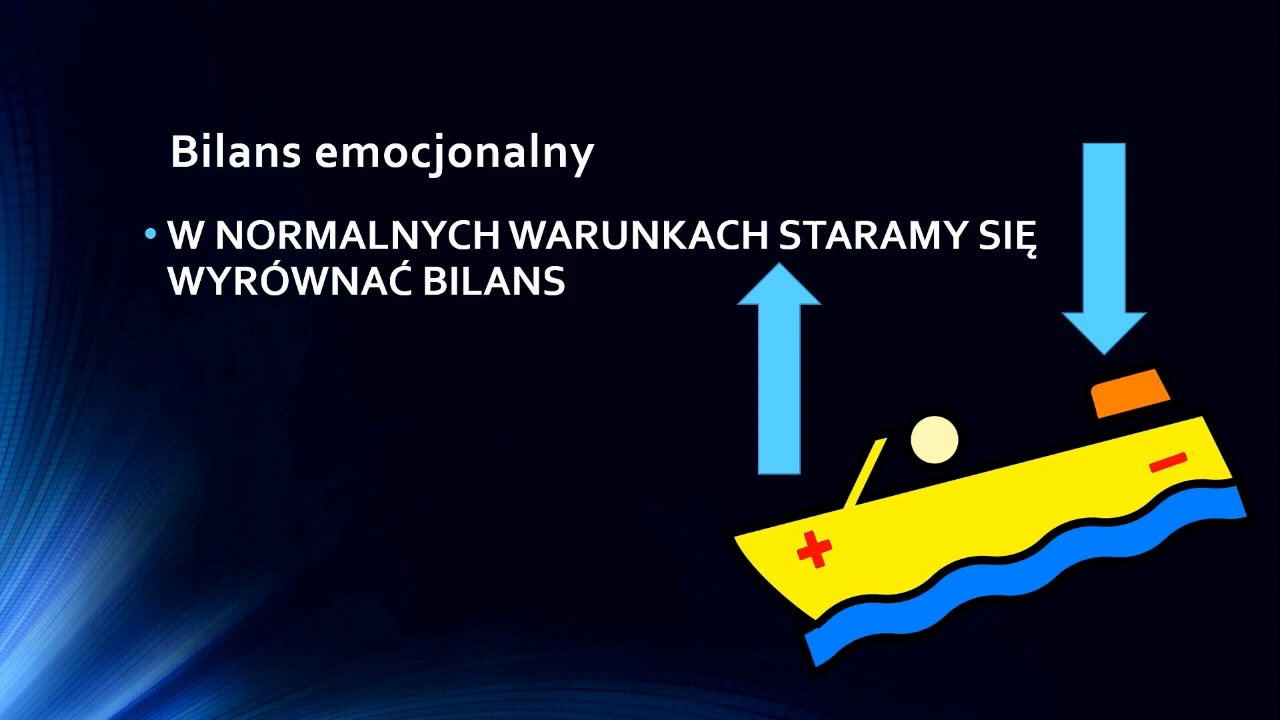 Bilans emocjonalny
• W NORMALNYCH WARUNKACH STARAMY SIĘ
WYRÓWNAĆ BILANS
+
−